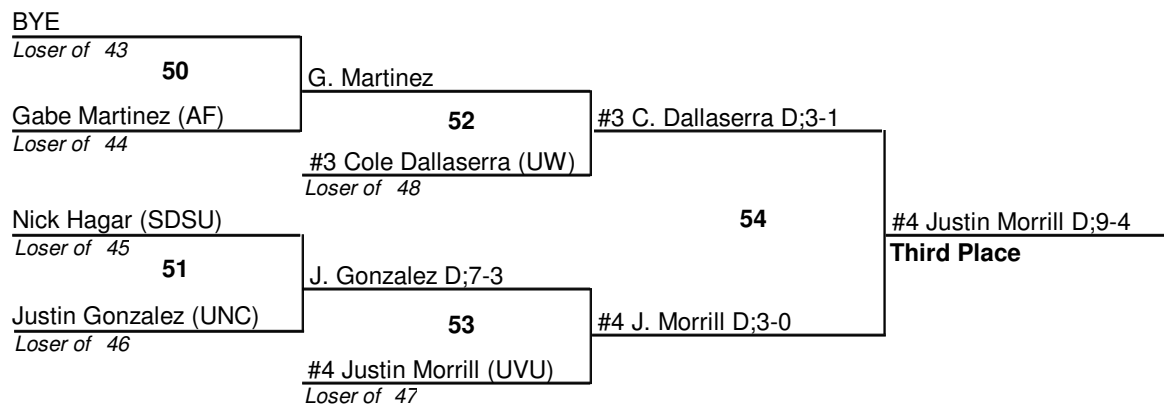 BYE
Loser of 43
50
G. Martinez
Gabe Martinez (AF)
Loser of 44
52
#3 C. Dallaserra D;3-1
#3 Cole Dallaserra (UW)
Loser of 48
Nick Hagar (SDSU)
Loser of 45
54
#4 Justin Morrill D;9-4
Third Place
51
J. Gonzalez D;7-3
Justin Gonzalez (UNC)
Loser of 46
53
#4 J. Morrill D;3-0
#4 Justin Morrill (UVU)
Loser of 47